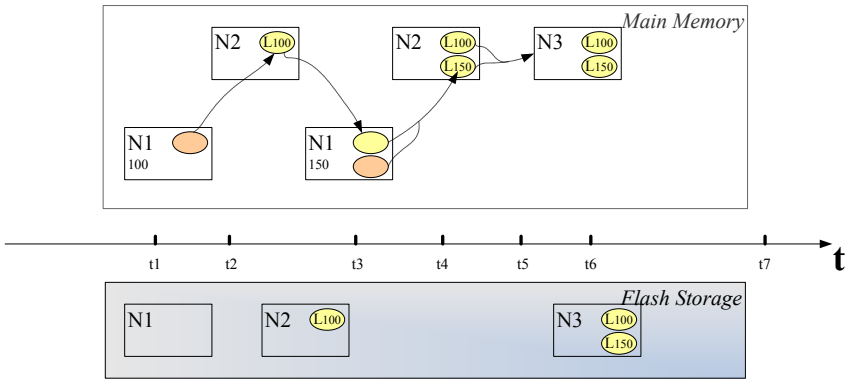 Main Memory
N2 L100
N2 L100
L150
N3 L100
L150
N1
100
N1
150
t1 t2 t3 t4 t5 t6 t7
t
Flash Storage
N1
N2 L100
N3 L100
L150